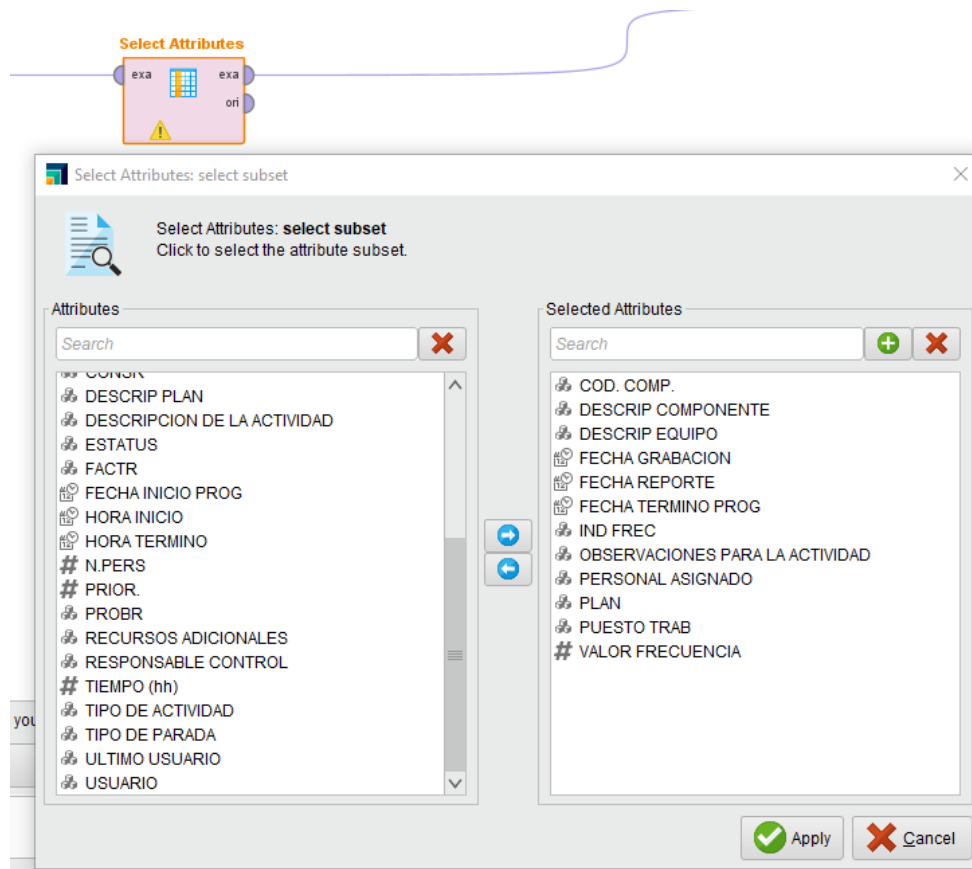 Select Attributes
exa exa
ori
Select Attributes: select subset
Select Attributes: select subset
Click to select the attribute subset.
Attributes
Search
CONSR
DESCRIP PLAN
DESCRIPCION DE LA ACTIVIDAD
ESTATUS
FACTR
FECHA INICIO PROG
HORA INICIO
HORA TERMINO
N.PERS
PRIOR.
PROBR
RECURSOS ADICIONALES
RESPONSABLE CONTROL
TIEMPO (hh)
TIPO DE ACTIVIDAD
TIPO DE PARADA
ULTIMO USUARIO
USUARIO
Selected Attributes
Search
COD. COMP.
DESCRIP COMPONENTE
DESCRIP EQUIPO
FECHA GRABACION
FECHA REPORTE
FECHA TERMINO PROG
IND FREC
OBSERVACIONES PARA LA ACTIVIDAD
PERSONAL ASIGNADO
PLAN
PUESTO TRAB
VALOR FRECUENCIA
you
Apply Cancel